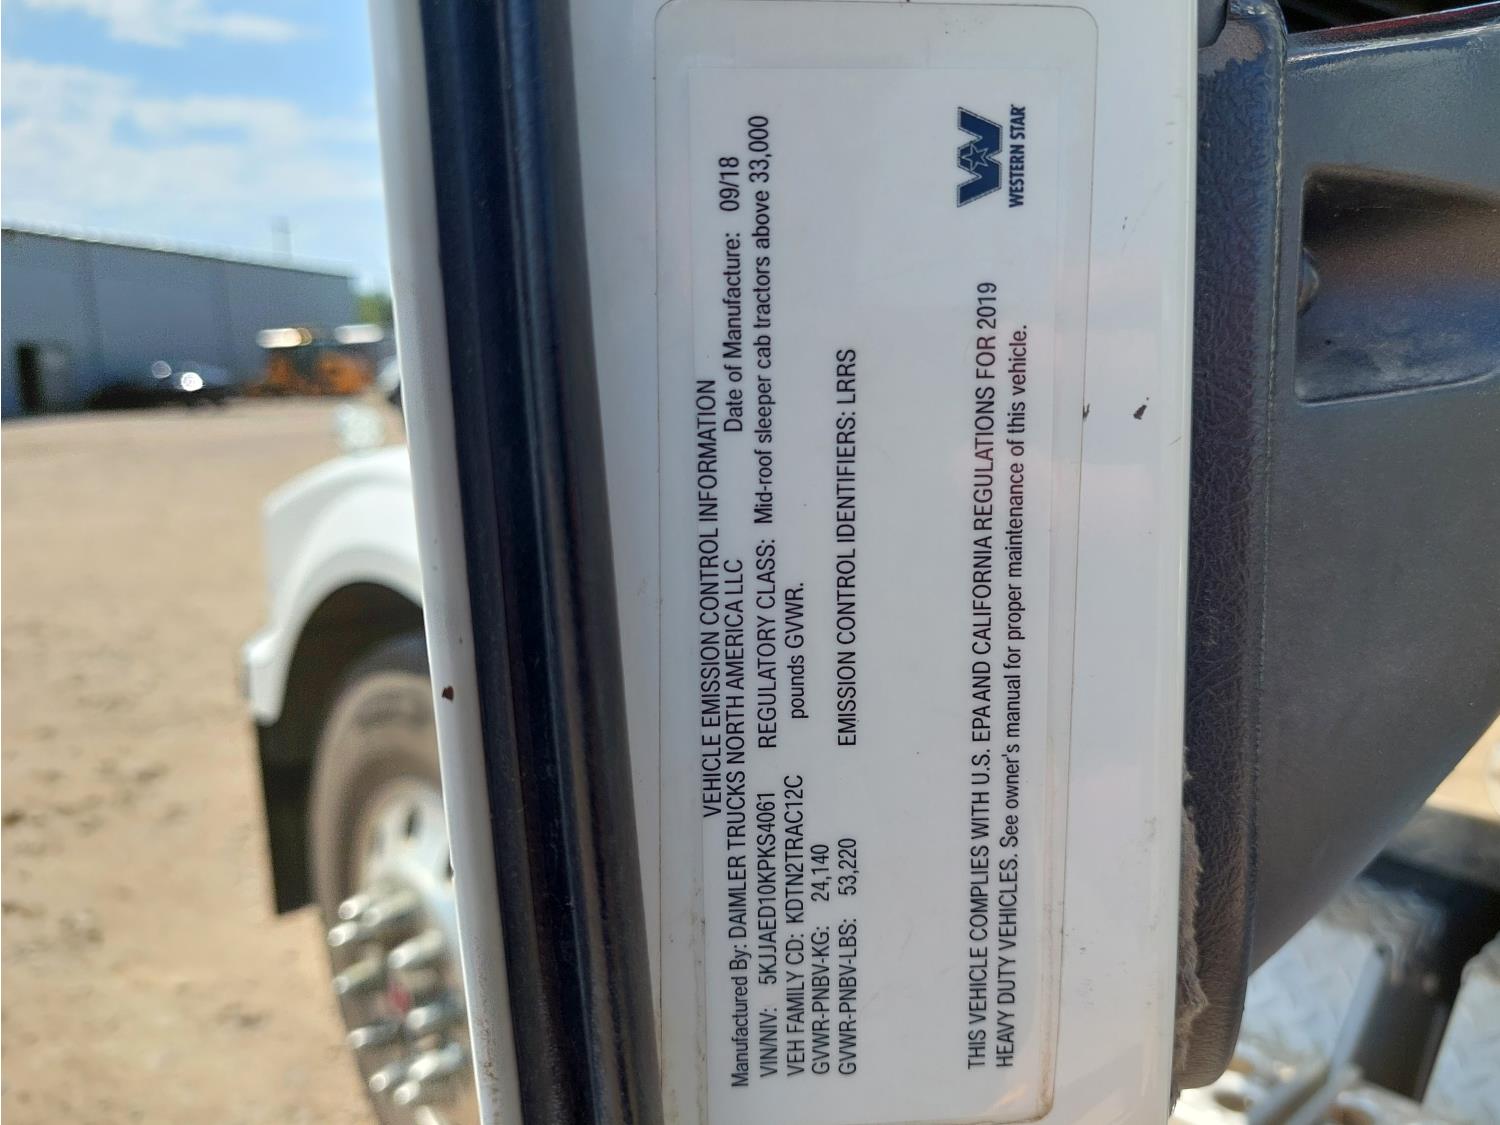 VEHICLE EMISSION CONTROL INFORMATION
Manufactured By: DAIMLER TRUCKS NORTH AMERICA LLC Date of Manufacture: 09/18
VIN/NIV: 5KJJAED10KPKS4061 REGULATORY CLASS: Mid-roof sleeper cab tractors above 33,000
VEH FAMILY CD: KDTN2TRAC12C pounds GVWR.
GVWR-PNBV-KG: 24,140
GVWR-PNBV-LBS: 53,220 EMISSION CONTROL IDENTIFIERS: LRRS
THIS VEHICLE COMPLIES WITH U.S. EPA AND CALIFORNIA REGULATIONS FOR 2019
HEAVY DUTY VEHICLES. See owner's manual for proper maintenance of this vehicle.
WESTERN STAR